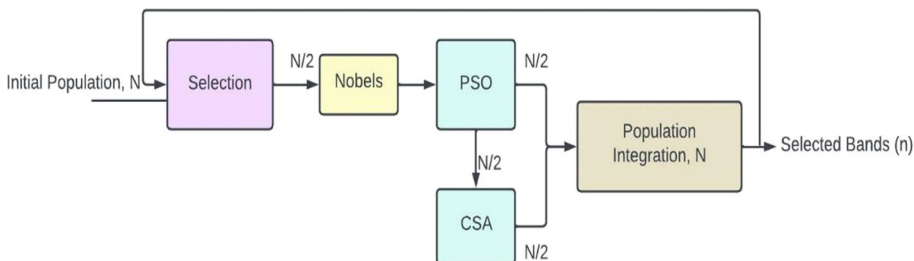 Initial Population, N
Selection
N/2
Nobels
PSO
N/2
N/2
CSA
N/2
Population
Integration, N
Selected Bands (n)